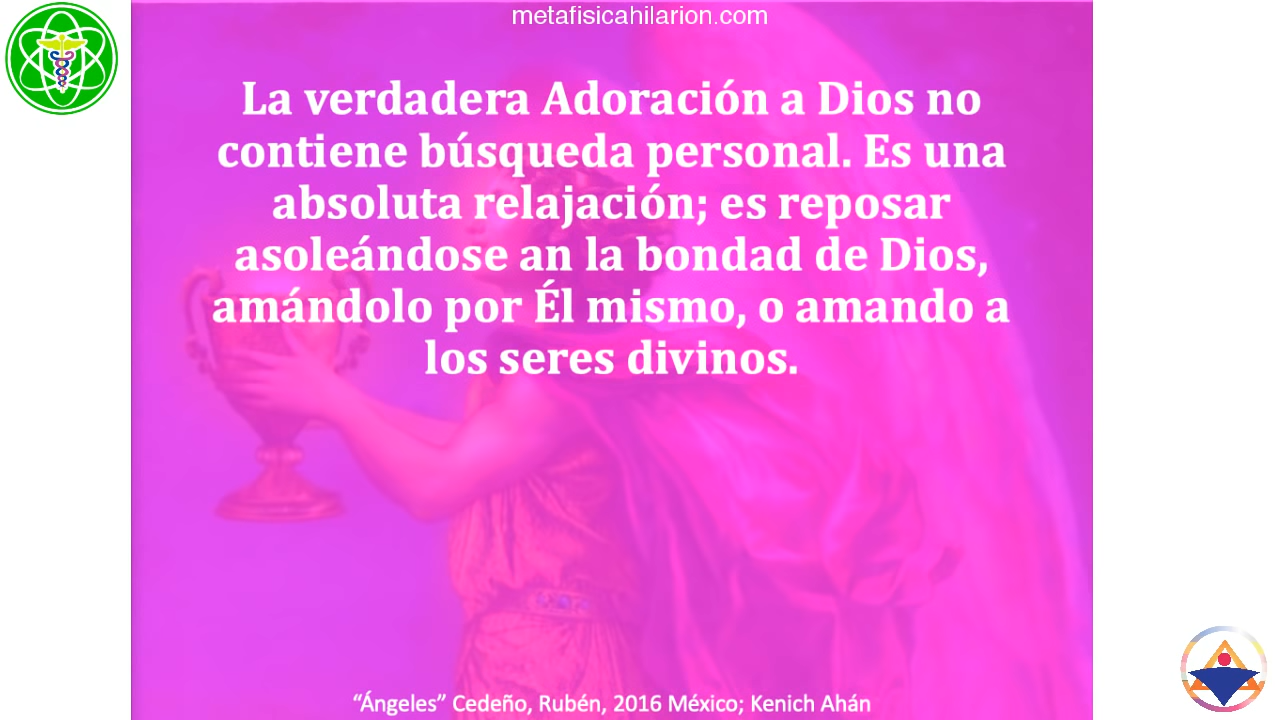 metafisicahilarion.com
La verdadera Adoración a Dios no
contiene búsqueda personal. Es una
absoluta relajación; es reposar
asoleándose an la bondad de Dios,
amándolo por Él mismo, o amando a
los seres divinos.
“Ángeles” Cedeño, Rubén, 2016 México; Kenich Ahán